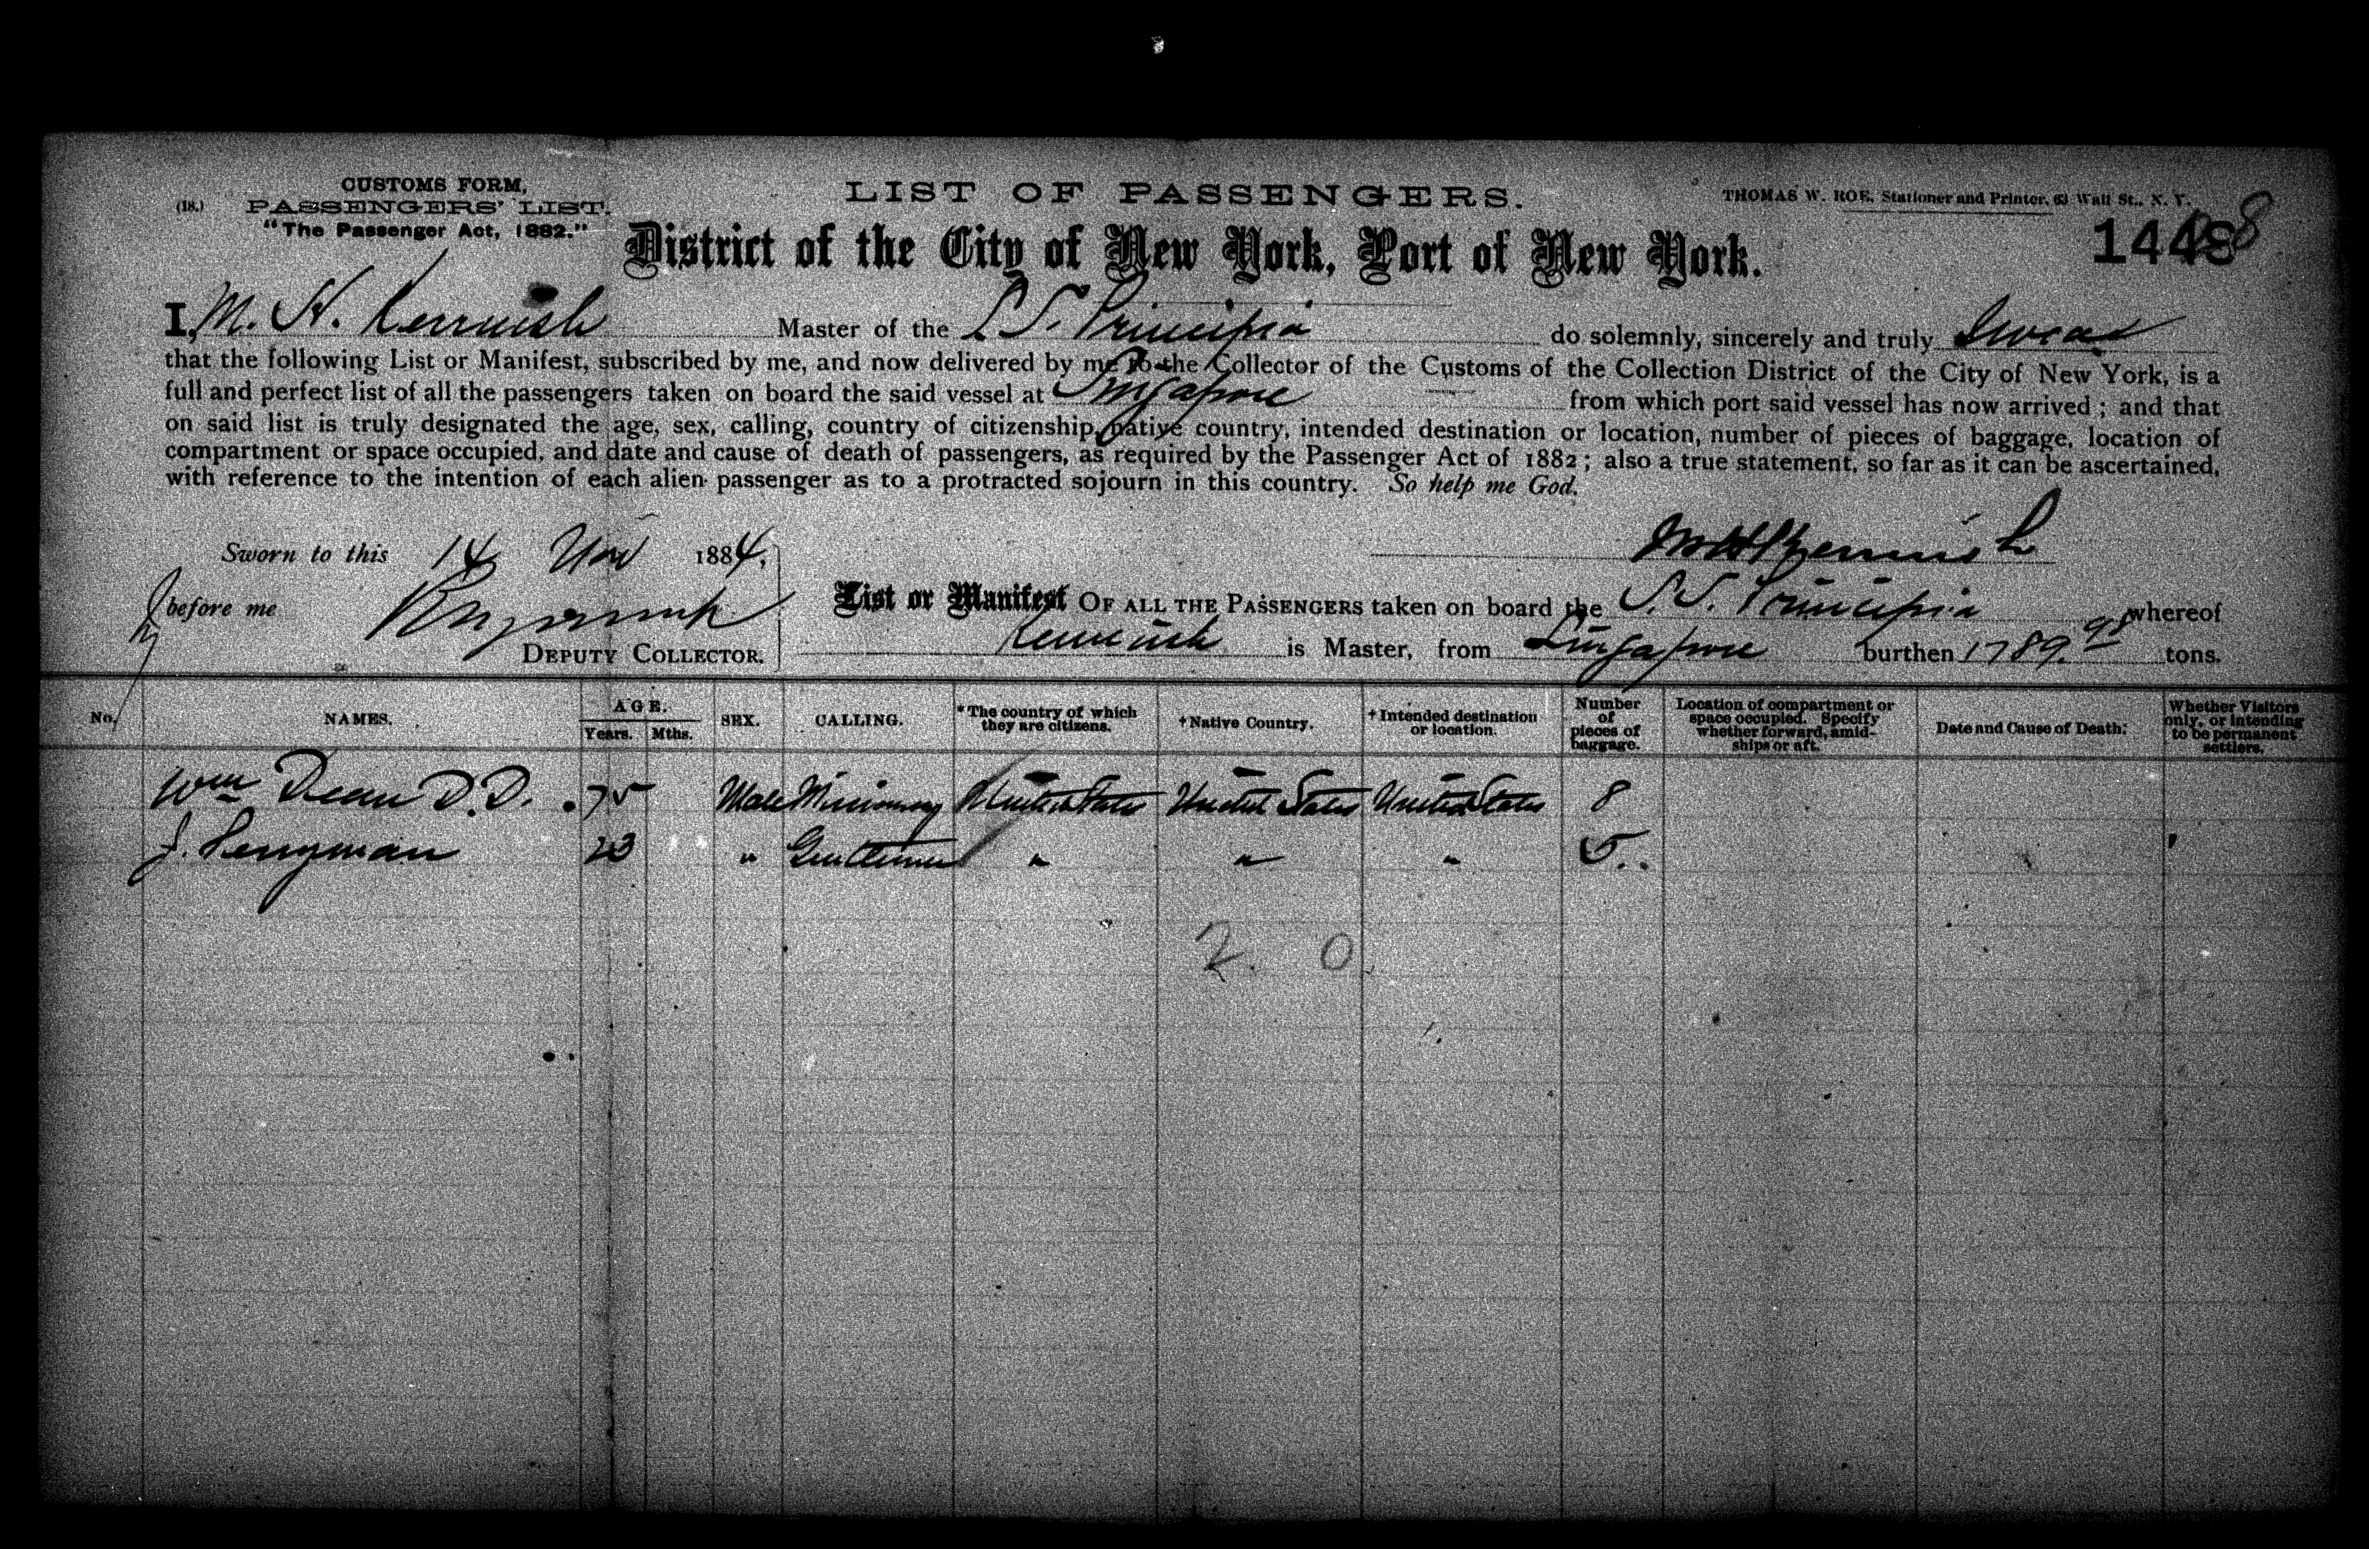 CUSTOMS FORM,
(18.) PASSENGERS' LIST.
"The Passenger Act, 1882."
LIST OF PASSENGERS.
THOMAS W. ROE, Stationer and Printer, 63 Wall St., N. Y.
District of the City of New York, Port of New York.
1448 8
I, M. H. Kerruish Master of the S S. Principia do solemnly, sincerely and truly Swear
that the following List or Manifest, subscribed by me, and now delivered by me to the Collector of the Customs of the Collection District of the City of New York, is a
full and perfect list of all the passengers taken on board the said vessel at Singapore from which port said vessel has now arrived; and that
on said list is truly designated the age, sex, calling, country of citizenship, native country, intended destination or location, number of pieces of baggage, location of
compartment or space occupied, and date and cause of death of passengers, as required by the Passenger Act of 1882; also a true statement, so far as it can be ascertained,
with reference to the intention of each alien passenger as to a protracted sojourn in this country. So help me God.
M H Kerruish
Sworn to this 14 Nov 1884,
before me
DEPUTY COLLECTOR.
List or Manifest OF ALL THE PASSENGERS taken on board the S.S. Principia whereof
Kerruish is Master, from Singapore burthen 1789.98 tons.
No. NAMES. AGE. Years. Mths. SEX. CALLING. *The country of which they are citizens. †Native Country. †Intended destination or location. Number of pieces of baggage. Location of compartment or space occupied. Specify whether forward, amid-ships or aft. Date and Cause of Death. Whether Visitors only, or intending to be permanent settlers.
Wm Dean D.D. 75 Male Missionary United States United States United States 8
J. 23 " Gentleman " " " 5
2. 0